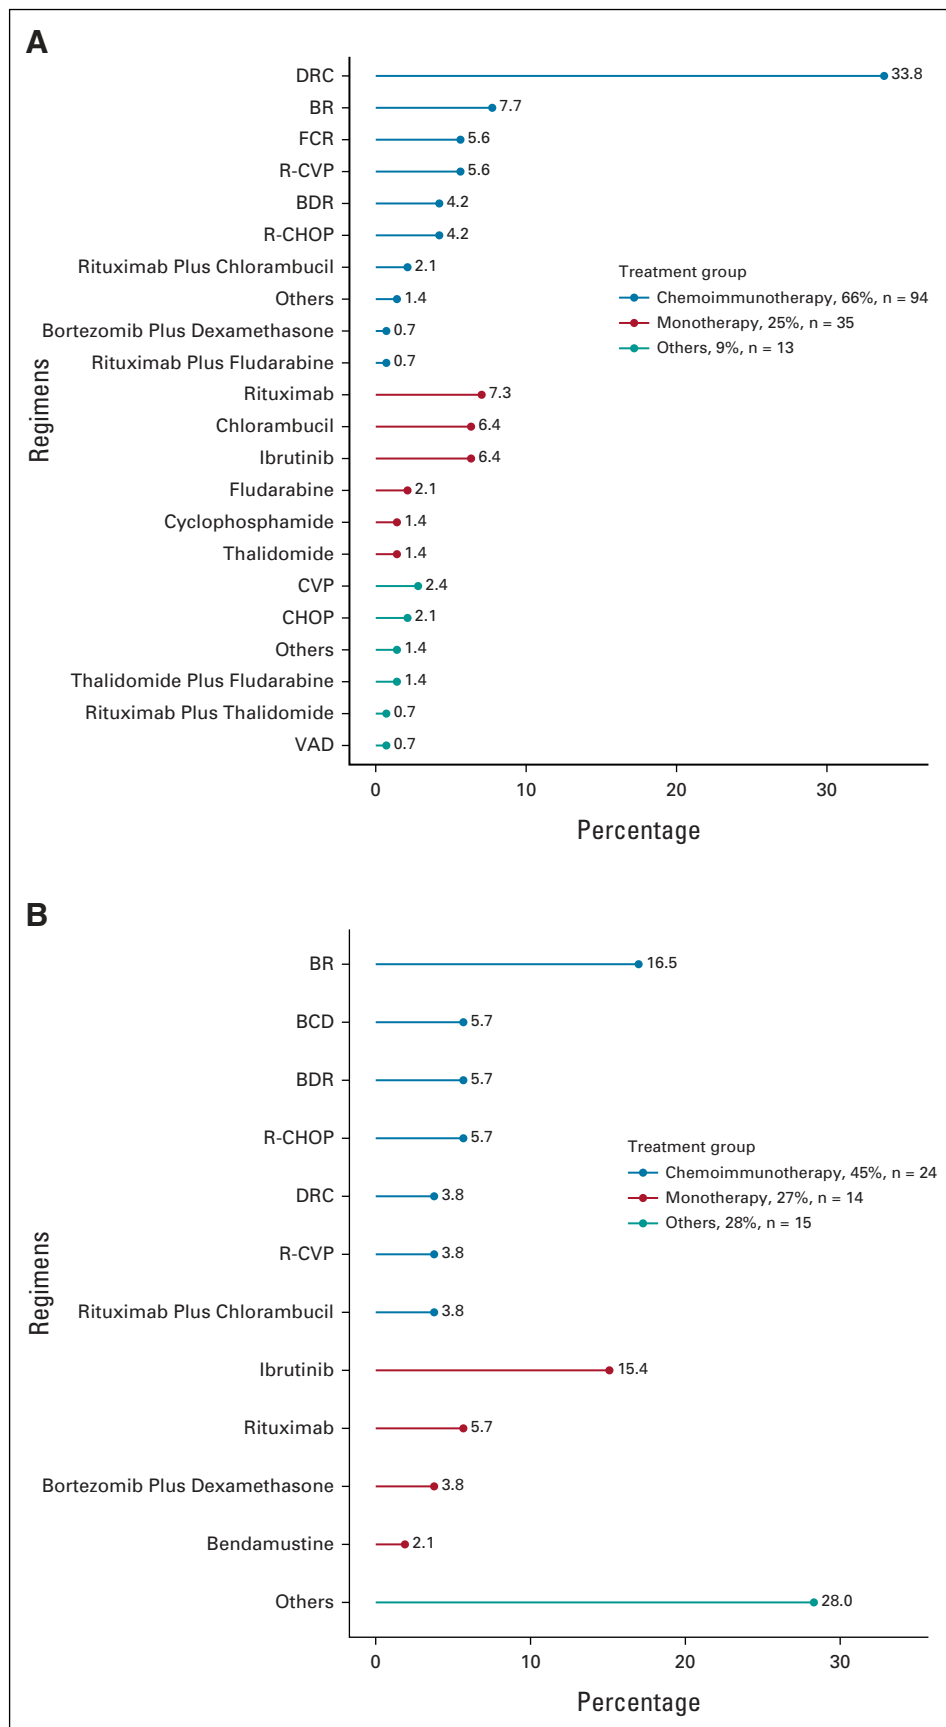 A
DRC 33.8
BR 7.7
FCR 5.6
R-CVP 5.6
BDR 4.2
R-CHOP 4.2
Rituximab Plus Chlorambucil 2.1
Others 1.4
Bortezomib Plus Dexamethasone 0.7
Rituximab Plus Fludarabine 0.7
Rituximab 7.3
Chlorambucil 6.4
Ibrutinib 6.4
Fludarabine 2.1
Cyclophosphamide 1.4
Thalidomide 1.4
CVP 2.4
CHOP 2.1
Others 1.4
Thalidomide Plus Fludarabine 1.4
Rituximab Plus Thalidomide 0.7
VAD 0.7
Regimens
Treatment group
Chemoimmunotherapy, 66%, n = 94
Monotherapy, 25%, n = 35
Others, 9%, n = 13
0 10 20 30
Percentage
B
BR 16.5
BCD 5.7
BDR 5.7
R-CHOP 5.7
DRC 3.8
R-CVP 3.8
Rituximab Plus Chlorambucil 3.8
Ibrutinib 15.4
Rituximab 5.7
Bortezomib Plus Dexamethasone 3.8
Bendamustine 2.1
Others 28.0
Regimens
Treatment group
Chemoimmunotherapy, 45%, n = 24
Monotherapy, 27%, n = 14
Others, 28%, n = 15
0 10 20 30
Percentage